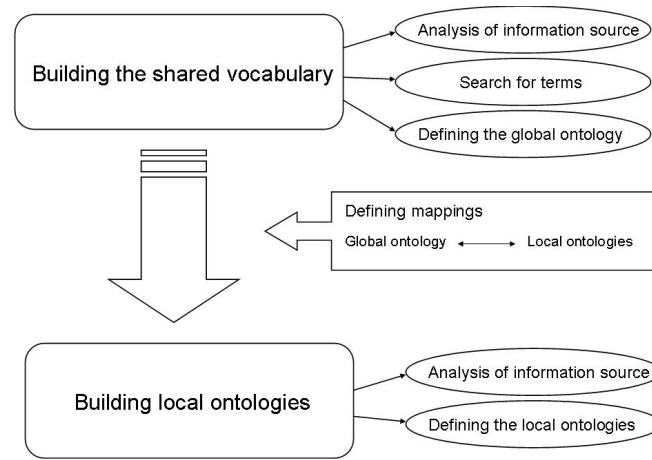 Analysis of information source
Building the shared vocabulary
Search for terms
Defining the global ontology
Defining mappings
Global ontology
Local ontologies
Analysis of information source
Building local ontologies
Defining the local ontologies